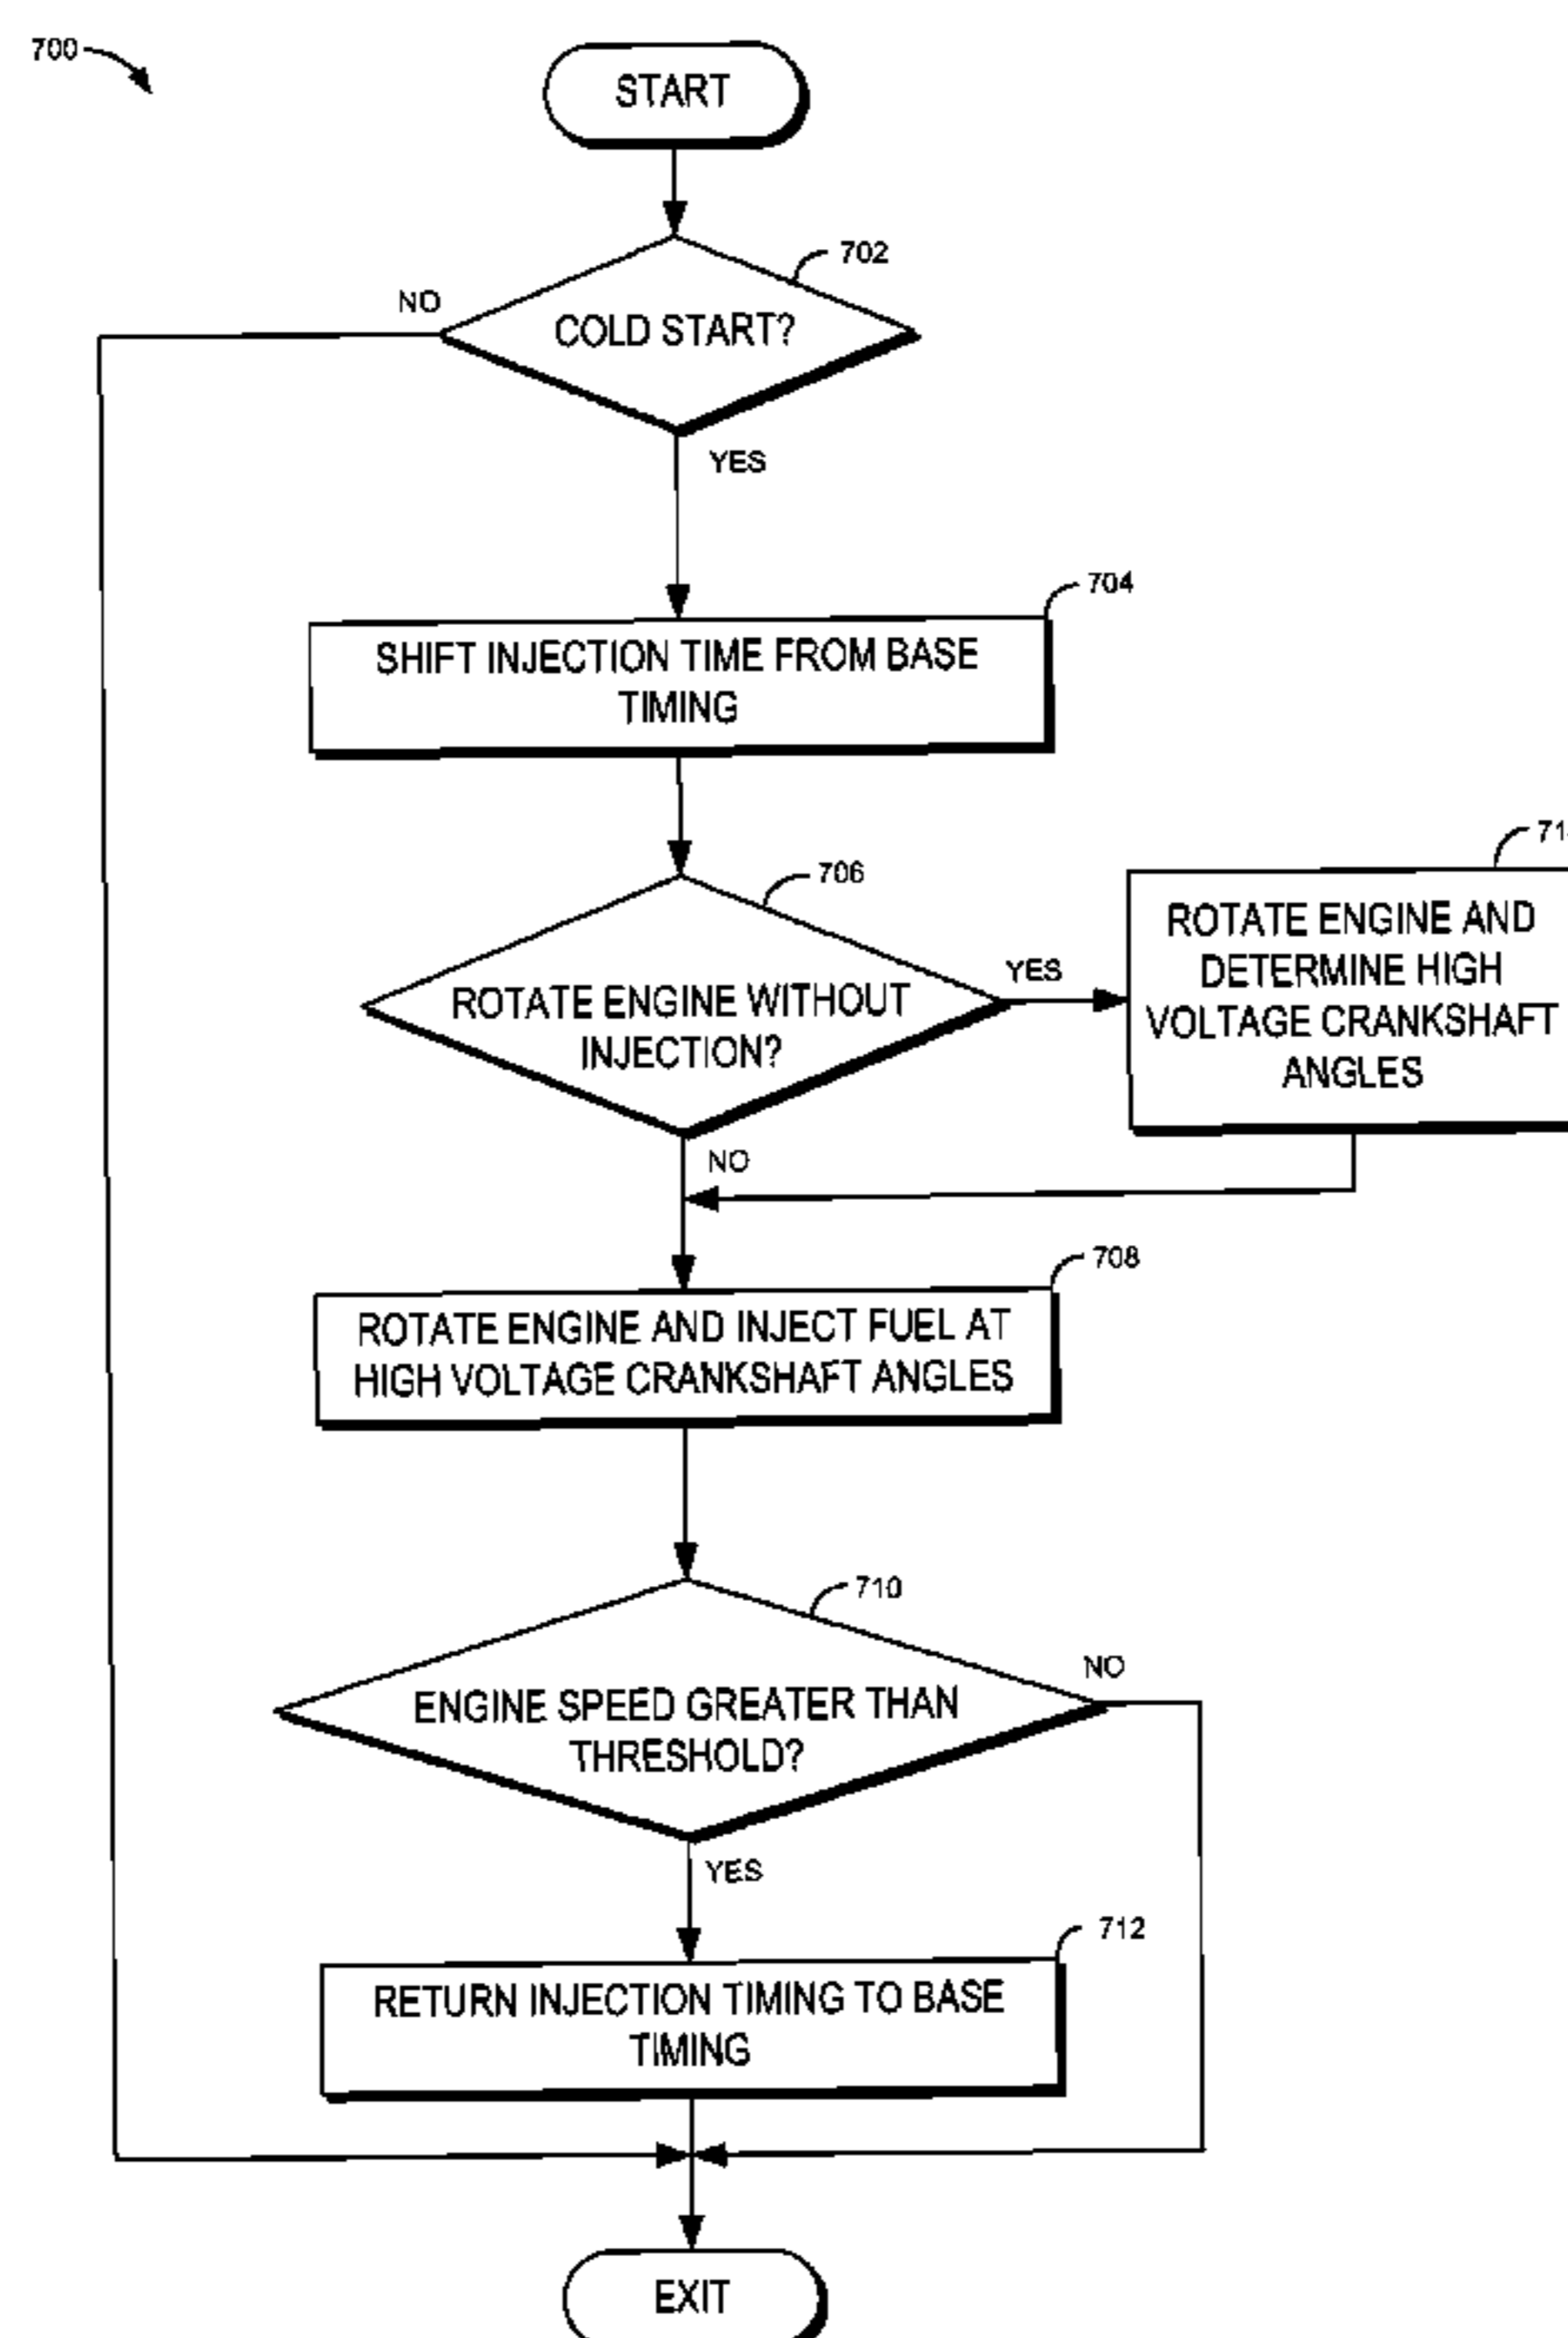 700
START
702
NO
COLD START?
YES
704
SHIFT INJECTION TIME FROM BASE
TIMING
706
ROTATE ENGINE WITHOUT
INJECTION?
YES
ROTATE ENGINE AND
DETERMINE HIGH
VOLTAGE CRANKSHAFT
ANGLES
NO
708
ROTATE ENGINE AND INJECT FUEL AT
HIGH VOLTAGE CRANKSHAFT ANGLES
710
NO
ENGINE SPEED GREATER THAN
THRESHOLD?
YES
712
RETURN INJECTION TIMING TO BASE
TIMING
EXIT